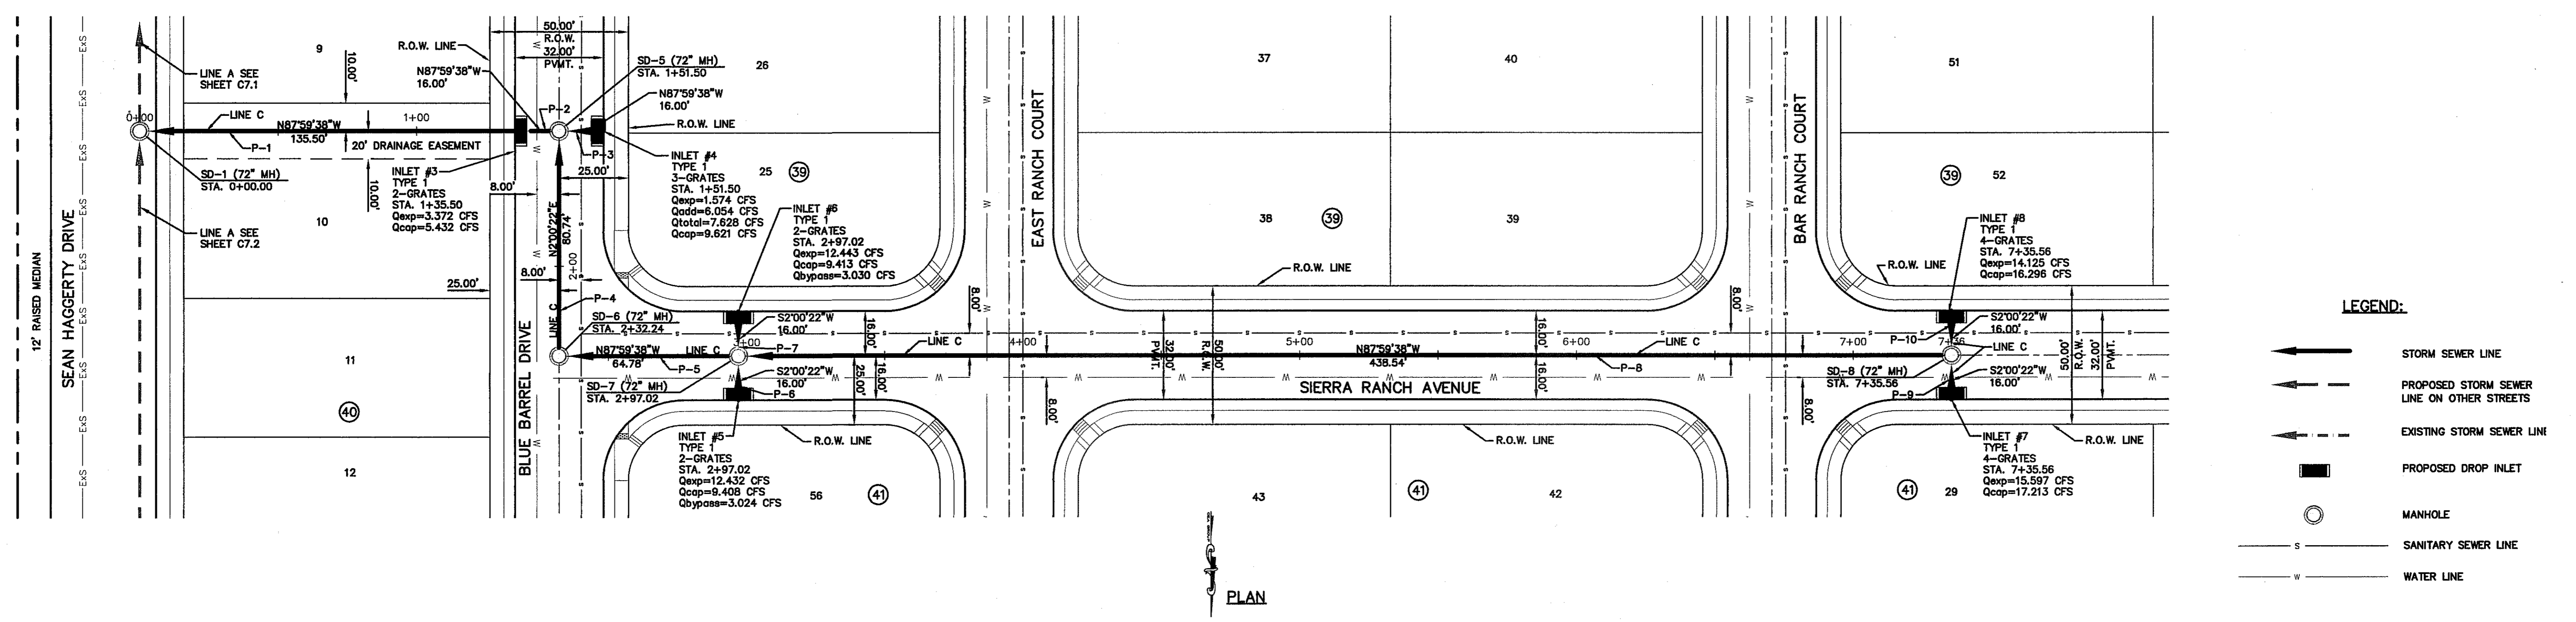 12' RAISED MEDIAN
SEAN HAGGERTY DRIVE
ExS
ExS
ExS
ExS
ExS
ExS
LINE A SEE
SHEET C7.1
0+00
LINE C
N87°59'38"W
135.50'
P-1
1+00
20' DRAINAGE EASEMENT
SD-1 (72" MH)
STA. 0+00.00
LINE A SEE
SHEET C7.2
9
10.00'
10
10.00'
11
40
12
R.O.W. LINE
N87°59'38"W
16.00'
50.00'
R.O.W.
32.00'
PVMT.
P-2
SD-5 (72" MH)
STA. 1+51.50
N87°59'38"W
16.00'
P-3
R.O.W. LINE
26
25
39
INLET #3
TYPE 1
2-GRATES
STA. 1+35.50
Qexp=3.372 CFS
Qcap=5.432 CFS
8.00'
25.00'
INLET #4
TYPE 1
3-GRATES
STA. 1+51.50
Qexp=1.574 CFS
Qadd=6.054 CFS
Qtotal=7.628 CFS
Qcap=9.621 CFS
N2°00'22"E
80.74'
2+00
8.00'
25.00'
LINE C
P-4
SD-6 (72" MH)
STA. 2+32.24
BLUE BARREL DRIVE
INLET #6
TYPE 1
2-GRATES
STA. 2+97.02
Qexp=12.443 CFS
Qcap=9.413 CFS
Qbypass=3.030 CFS
S2°00'22"W
16.00'
P-7
N87°59'38"W
64.78'
LINE C
P-5
SD-7 (72" MH)
STA. 2+97.02
S2°00'22"W
16.00'
P-6
INLET #5
TYPE 1
2-GRATES
STA. 2+97.02
Qexp=12.432 CFS
Qcap=9.408 CFS
Qbypass=3.024 CFS
56
41
R.O.W. LINE
16.00'
25.00'
16.00'
LINE C
8.00'
8.00'
4+00
EAST RANCH COURT
37
40
38
39
39
R.O.W. LINE
32.00'
PVMT.
50.00'
R.O.W.
5+00
N87°59'38"W
438.54'
SIERRA RANCH AVENUE
16.00'
16.00'
6+00
LINE C
P-8
R.O.W. LINE
43
41
42
8.00'
8.00'
BAR RANCH COURT
51
39
52
INLET #8
TYPE 1
4-GRATES
STA. 7+35.56
Qexp=14.125 CFS
Qcap=16.296 CFS
R.O.W. LINE
S2°00'22"W
16.00'
P-10
7+00
7+36
LINE C
SD-8 (72" MH)
STA. 7+35.56
S2°00'22"W
16.00'
P-9
50.00'
R.O.W.
32.00'
PVMT.
INLET #7
TYPE 1
4-GRATES
STA. 7+35.56
Qexp=15.597 CFS
Qcap=17.213 CFS
R.O.W. LINE
41
29
PLAN
LEGEND:
STORM SEWER LINE
PROPOSED STORM SEWER
LINE ON OTHER STREETS
EXISTING STORM SEWER LINE
PROPOSED DROP INLET
MANHOLE
S
SANITARY SEWER LINE
W
WATER LINE